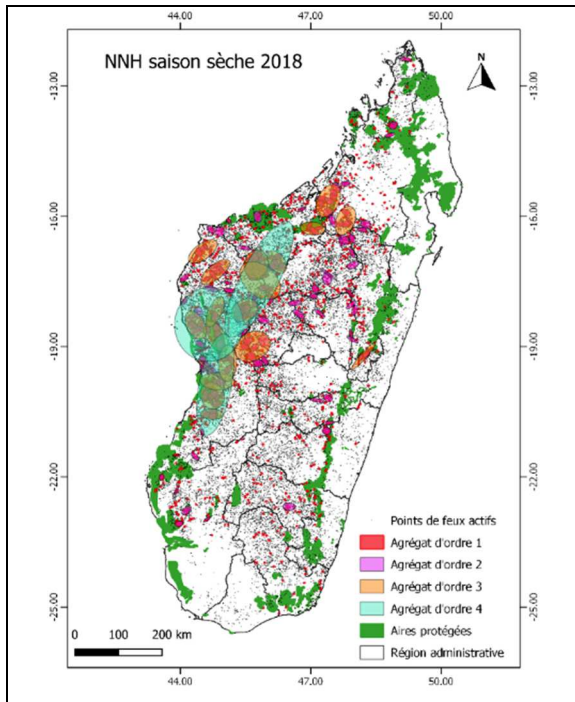 44.00 47.00 50.00
NNH saison sèche 2018
N
-13.00 -13.00
-16.00 -16.00
-19.00 -19.00
-22.00 -22.00
Points de feux actifs
Agrégat d'ordre 1
Agrégat d'ordre 2
Agrégat d'ordre 3
Agrégat d'ordre 4
-25.00 -25.00
Aires protégées
0 100 200 km
Région administrative
44.00 47.00 50.00